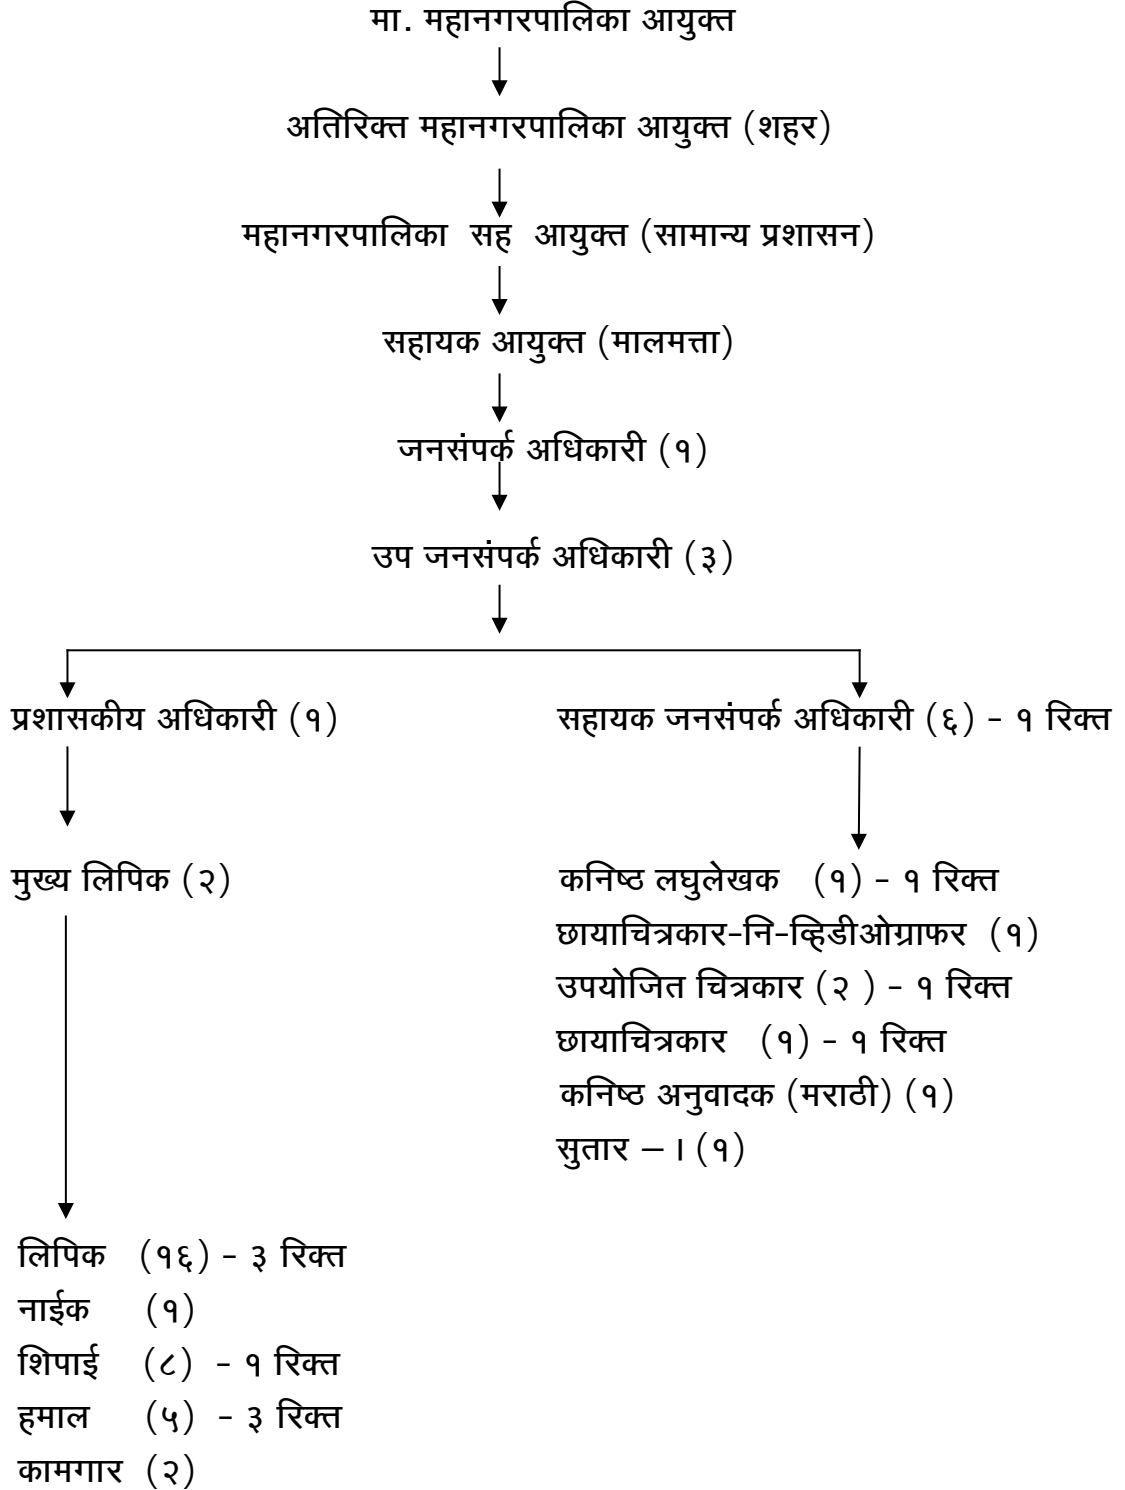 मा. महानगरपालिका आयुक्त
अतिरिक्त महानगरपालिका आयुक्त (शहर)
महानगरपालिका सह आयुक्त (सामान्य प्रशासन)
सहायक आयुक्त (मालमत्ता)
जनसंपर्क अधिकारी (१)
उप जनसंपर्क अधिकारी (३)
प्रशासकीय अधिकारी (१)
सहायक जनसंपर्क अधिकारी (६) - १ रिक्त
मुख्य लिपिक (२)
कनिष्ठ लघुलेखक (१) - १ रिक्त
छायाचित्रकार-नि-व्हिडीओग्राफर (१)
उपयोजित चित्रकार (२ ) - १ रिक्त
छायाचित्रकार (१) - १ रिक्त
कनिष्ठ अनुवादक (मराठी) (१)
सुतार – । (१)
लिपिक (१६) - ३ रिक्त
नाईक (१)
शिपाई (८) - १ रिक्त
हमाल (५) - ३ रिक्त
कामगार (२)